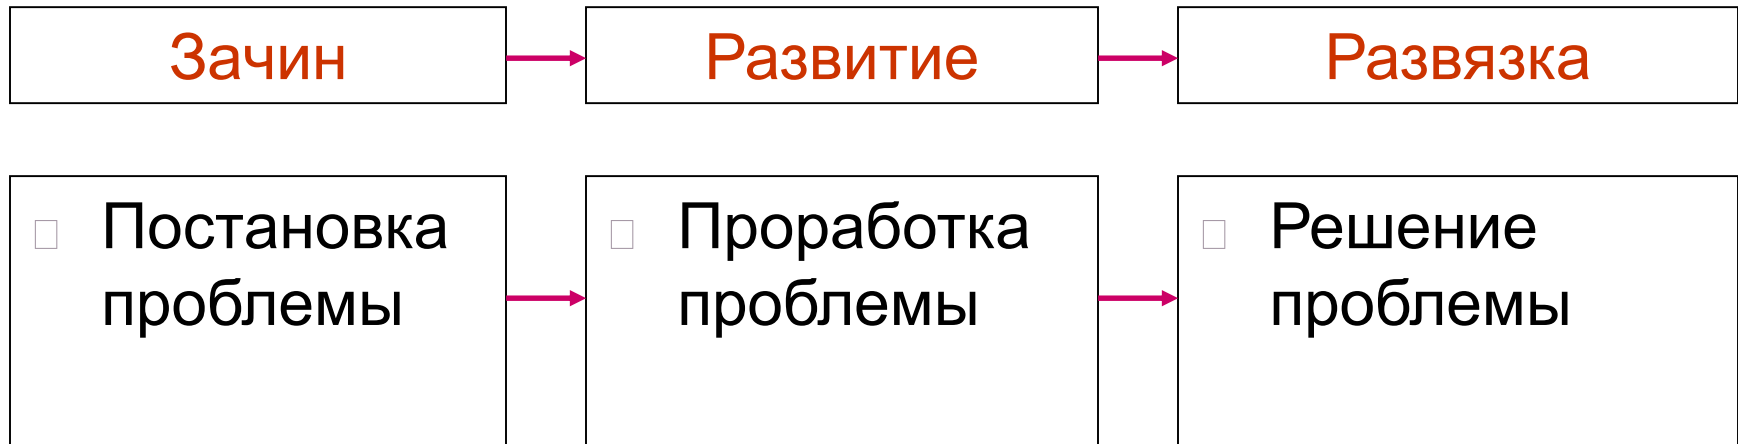 Зачин
Развитие
Развязка
Постановка
проблемы
Проработка
проблемы
Решение
проблемы